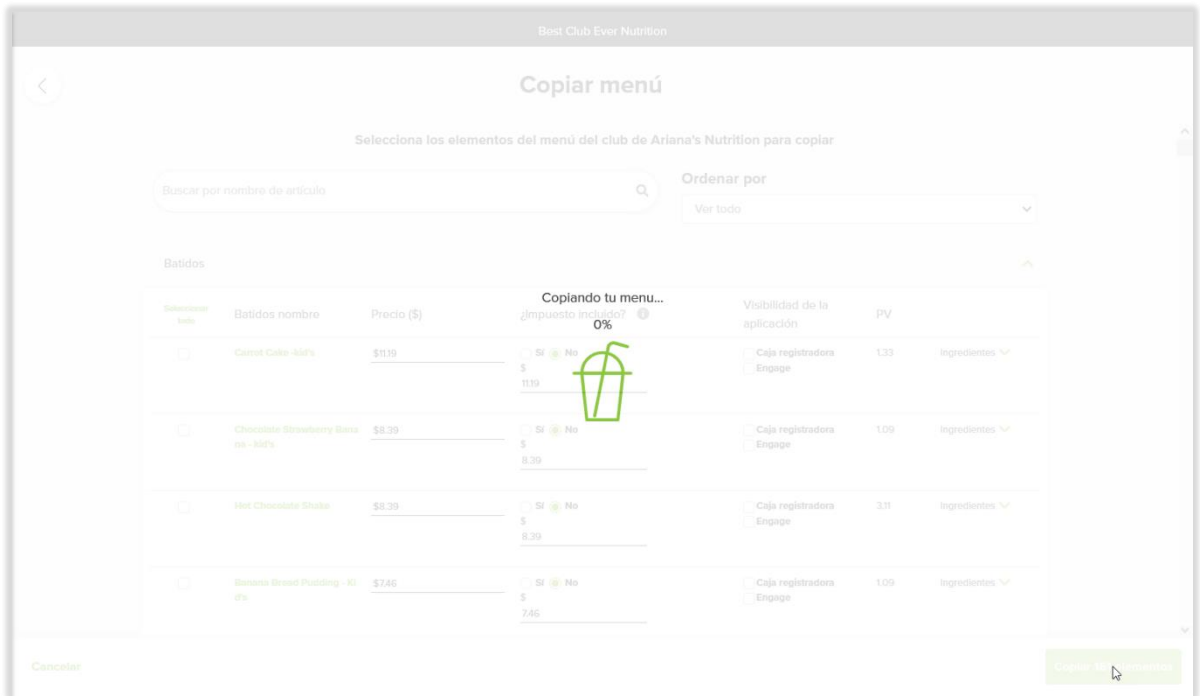 Best Club Ever Nutrition
Copiar menú
Selecciona los elementos del menú del club de Ariana's Nutrition para copiar
Buscar por nombre de artículo
Ordenar por
Ver todo
Batidos
Copiando tu menu...
0%
Seleccionar todo
Batidos nombre
Precio ($)
¿Impuesto incluido?
Visibilidad de la
aplicación
PV
Carrot Cake -kid's
$11.19
Sí No
$
11.19
Caja registradora
Engage
1.33
Ingredientes
Chocolate Strawberry Bana
na - kid's
$8.39
Sí No
$
8.39
Caja registradora
Engage
1.09
Ingredientes
Hot Chocolate Shake
$8.39
Sí No
$
8.39
Caja registradora
Engage
3.11
Ingredientes
Banana Bread Pudding - Ki
d's
$7.46
Sí No
$
7.46
Caja registradora
Engage
1.09
Ingredientes
Cancelar
Copiar elementos